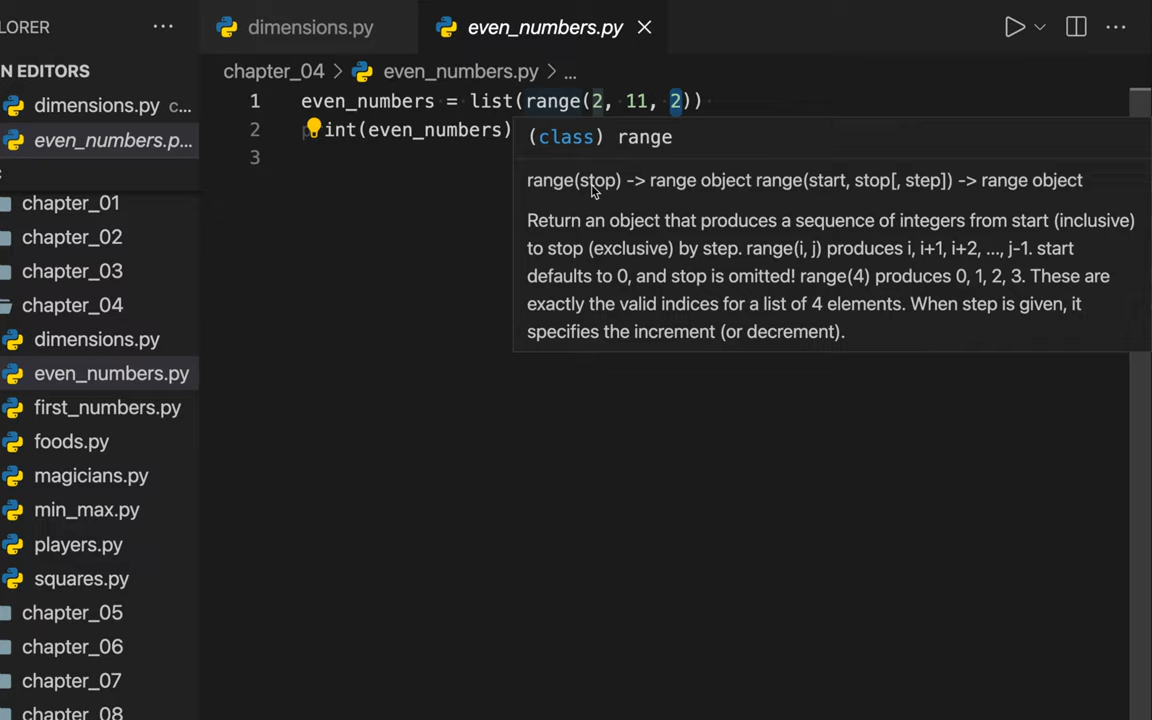 LORER
dimensions.py
even_numbers.py
N EDITORS
dimensions.py c...
even_numbers.p...
chapter_01
chapter_02
chapter_03
chapter_04
dimensions.py
even_numbers.py
first_numbers.py
foods.py
magicians.py
min_max.py
players.py
squares.py
chapter_05
chapter_06
chapter_07
chapter_08
chapter_04 > even_numbers.py > ...
1 even_numbers = list(range(2, 11, 2))
2 p int(even_numbers)
3
(class) range
range(stop) -> range object range(start, stop[, step]) -> range object
Return an object that produces a sequence of integers from start (inclusive)
to stop (exclusive) by step. range(i, j) produces i, i+1, i+2, ..., j-1. start
defaults to 0, and stop is omitted! range(4) produces 0, 1, 2, 3. These are
exactly the valid indices for a list of 4 elements. When step is given, it
specifies the increment (or decrement).